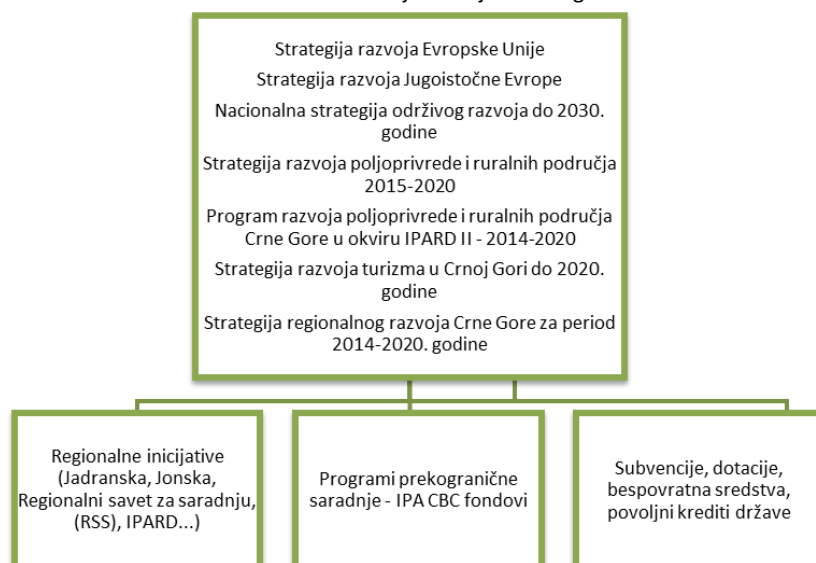 Strategija razvoja Evropske Unije
Strategija razvoja Jugoistočne Evrope
Nacionalna strategija održivog razvoja do 2030.
godine
Strategija razvoja poljoprivrede i ruralnih područja
2015-2020
Program razvoja poljoprivrede i ruralnih područja
Crne Gore u okviru IPARD II - 2014-2020
Strategija razvoja turizma u Crnoj Gori do 2020.
godine
Strategija regionalnog razvoja Crne Gore za period
2014-2020. godine
Regionalne inicijative
(Jadranska, Jonska,
Regionalni savet za saradnju,
(RSS), IPARD...)
Programi prekogranične
saradnje - IPA CBC fondovi
Subvencije, dotacije,
bespovratna sredstva,
povoljni krediti države